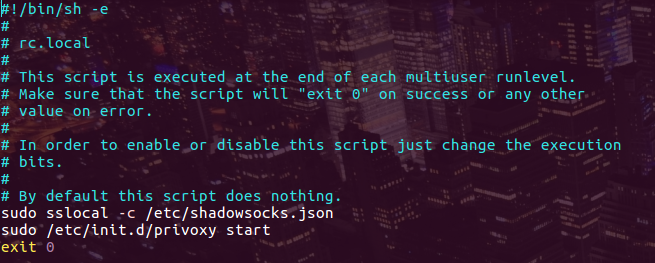 #!/bin/sh -e
#
# rc.local
#
# This script is executed at the end of each multiuser runlevel.
# Make sure that the script will "exit 0" on success or any other
# value on error.
#
# In order to enable or disable this script just change the execution
# bits.
#
# By default this script does nothing.
sudo sslocal -c /etc/shadowsocks.json
sudo /etc/init.d/privoxy start
exit 0